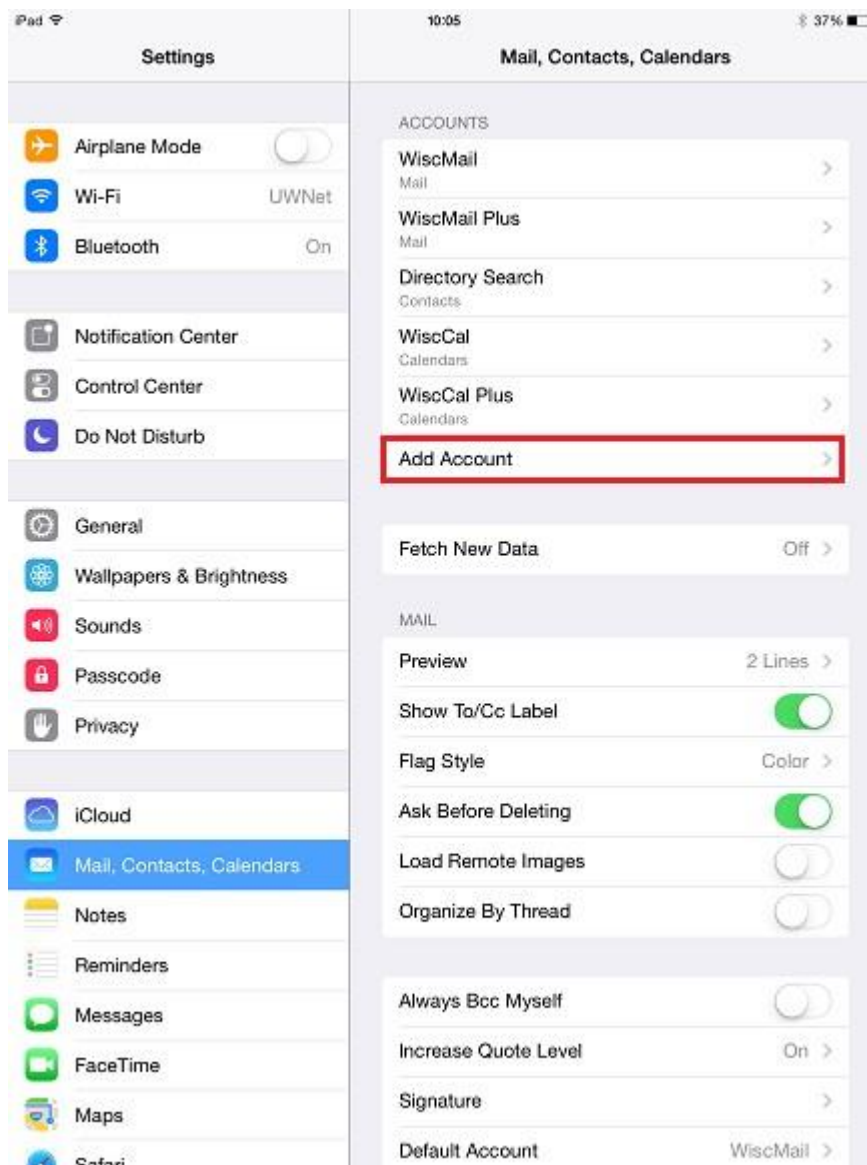 iPad
10:05
37%
Settings
Mail, Contacts, Calendars
Airplane Mode
Wi-Fi UWNet
Bluetooth On
Notification Center
Control Center
Do Not Disturb
General
Wallpapers & Brightness
Sounds
Passcode
Privacy
iCloud
Mail, Contacts, Calendars
Notes
Reminders
Messages
FaceTime
Maps
Safari
ACCOUNTS
WiscMail
Mail
WiscMail Plus
Mail
Directory Search
Contacts
WiscCal
Calendars
WiscCal Plus
Calendars
Add Account
Fetch New Data Off
MAIL
Preview 2 Lines
Show To/Cc Label
Flag Style Color
Ask Before Deleting
Load Remote Images
Organize By Thread
Always Bcc Myself
Increase Quote Level On
Signature
Default Account WiscMail